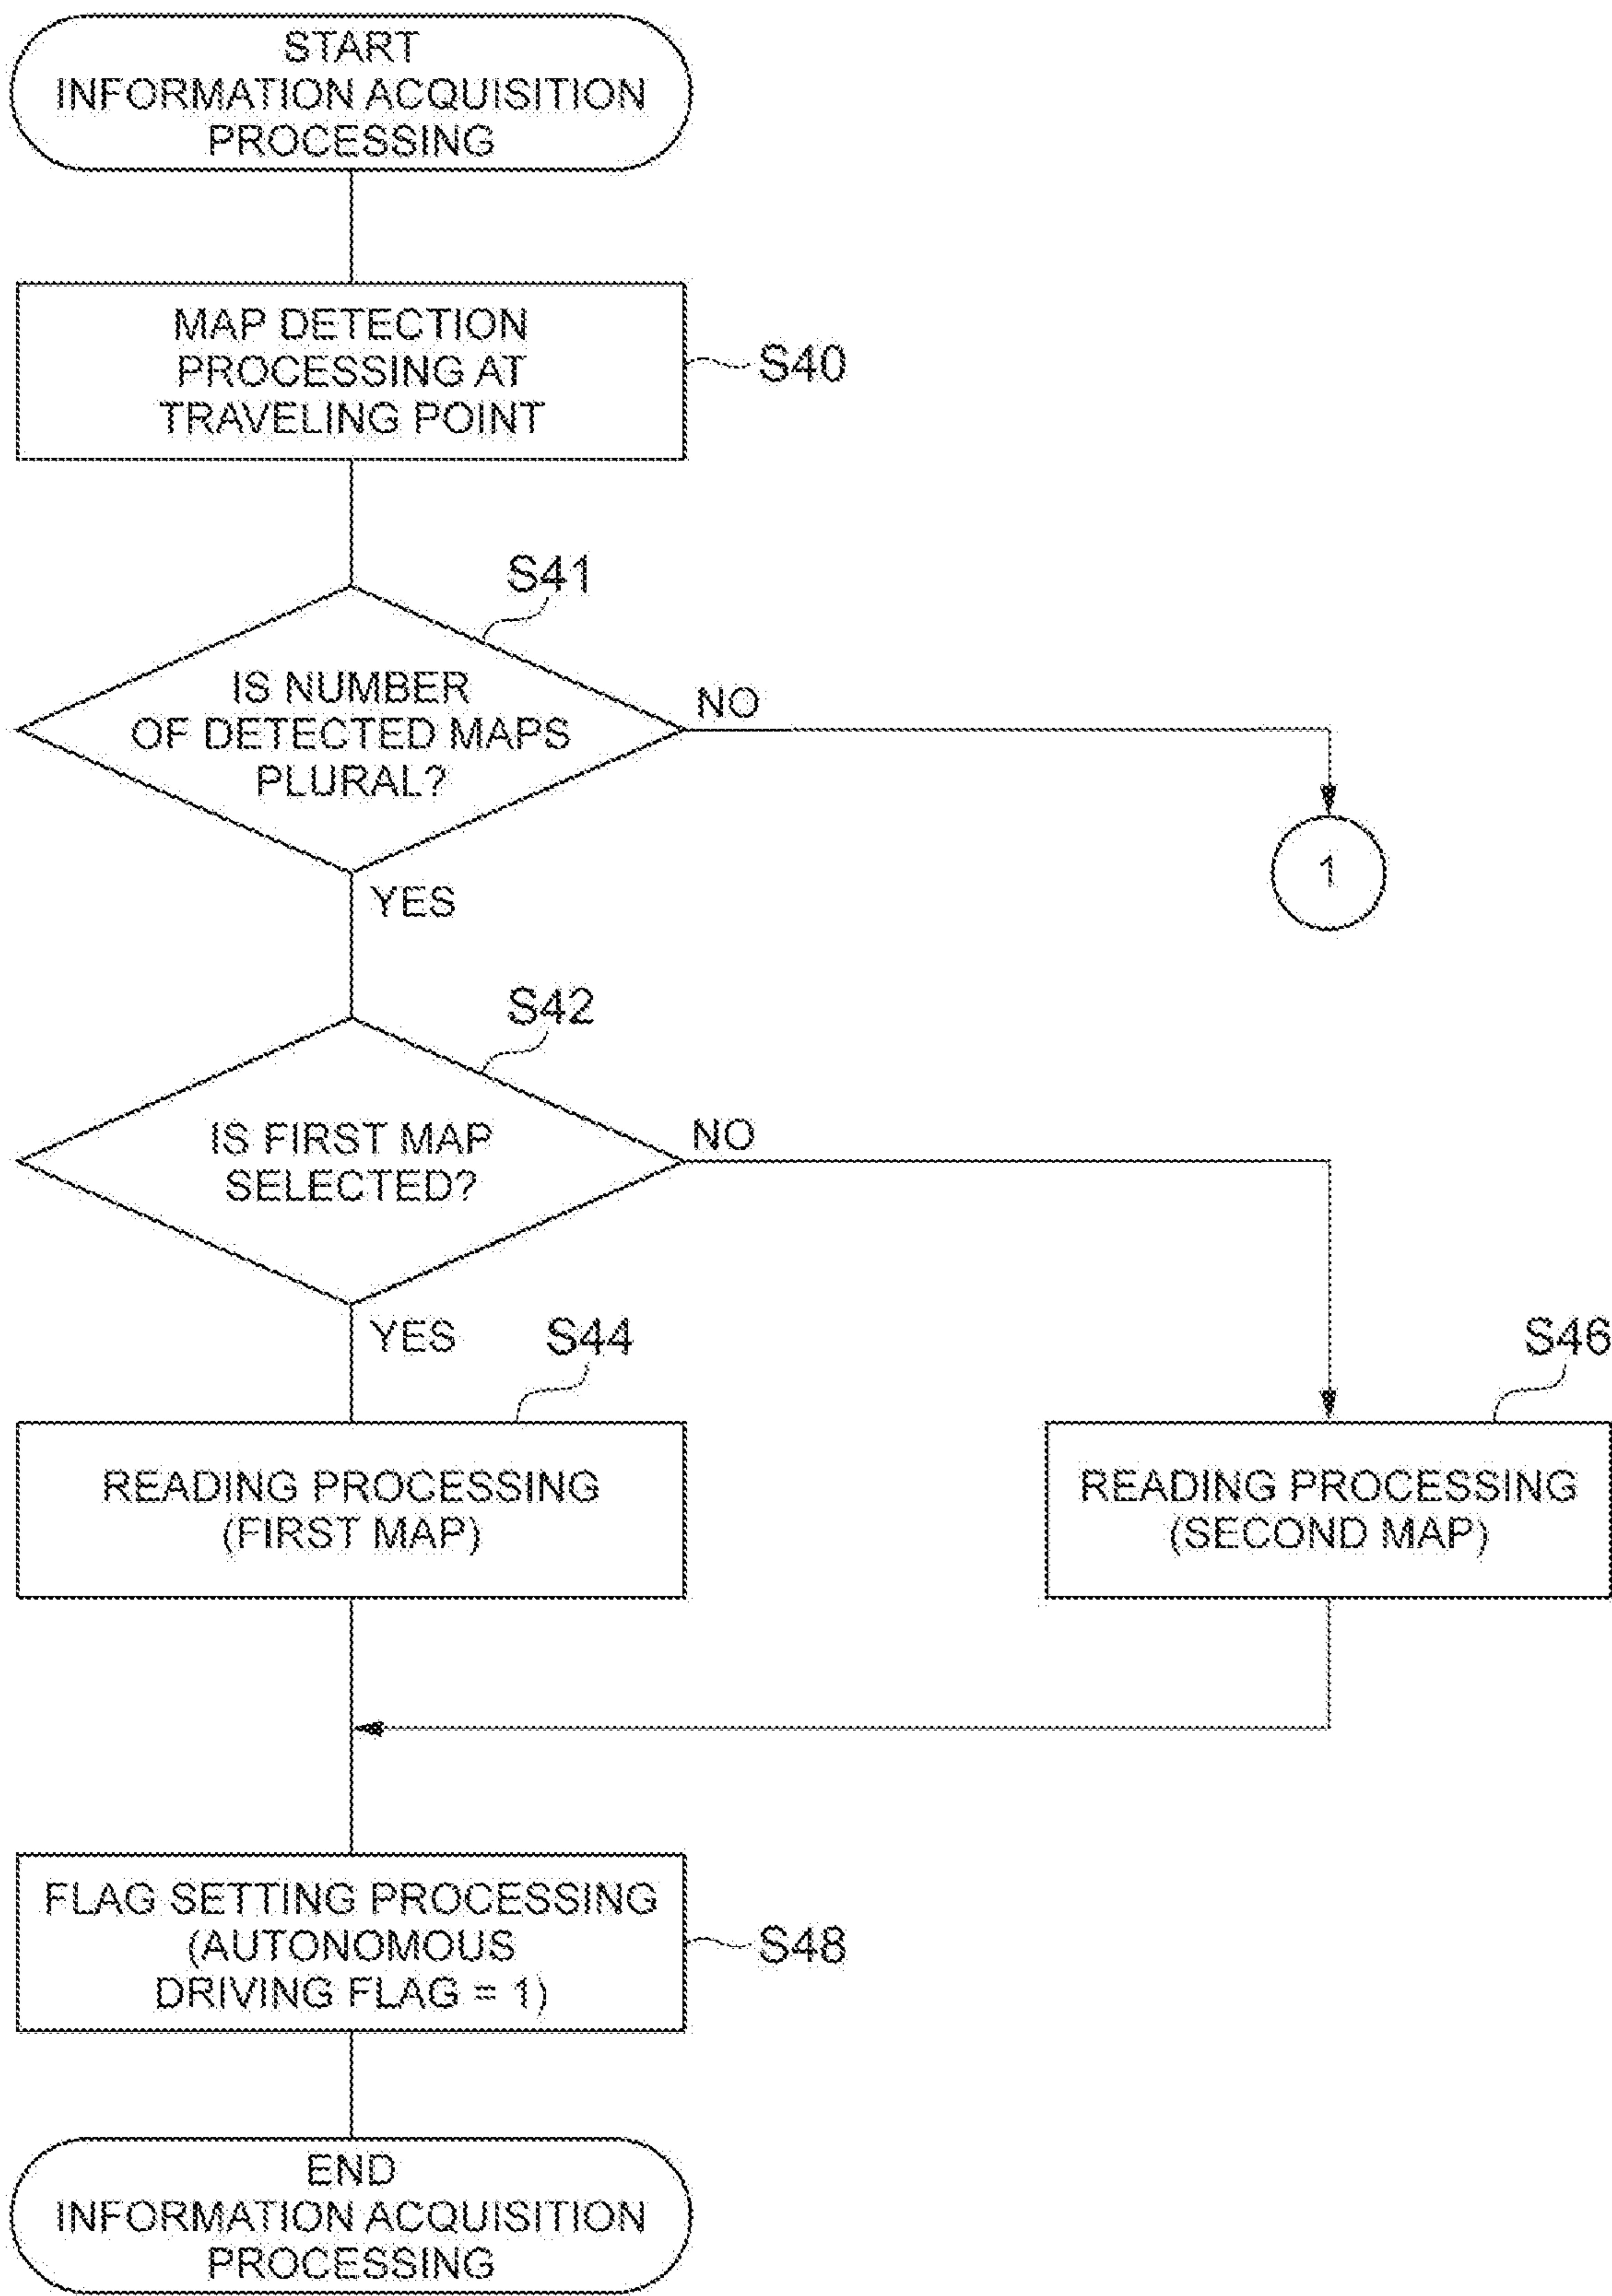 START
INFORMATION ACQUISITION
PROCESSING
MAP DETECTION
PROCESSING AT
TRAVELING POINT
S40
S41
IS NUMBER
OF DETECTED MAPS
PLURAL?
NO
1
YES
S42
IS FIRST MAP
SELECTED?
NO
YES
S44
S46
READING PROCESSING
(FIRST MAP)
READING PROCESSING
(SECOND MAP)
FLAG SETTING PROCESSING
(AUTONOMOUS
DRIVING FLAG = 1)
S48
END
INFORMATION ACQUISITION
PROCESSING